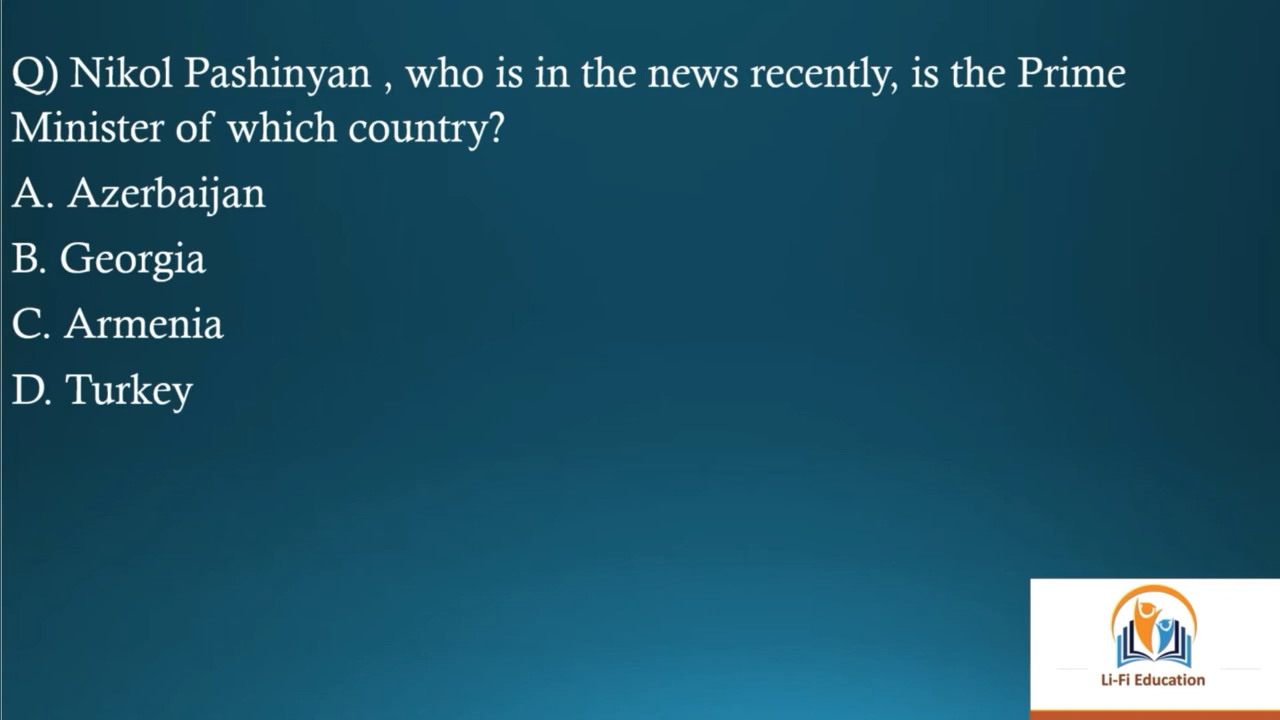 Q) Nikol Pashinyan , who is in the news recently, is the Prime
Minister of which country?
A. Azerbaijan
B. Georgia
C. Armenia
D. Turkey
Li-Fi Education